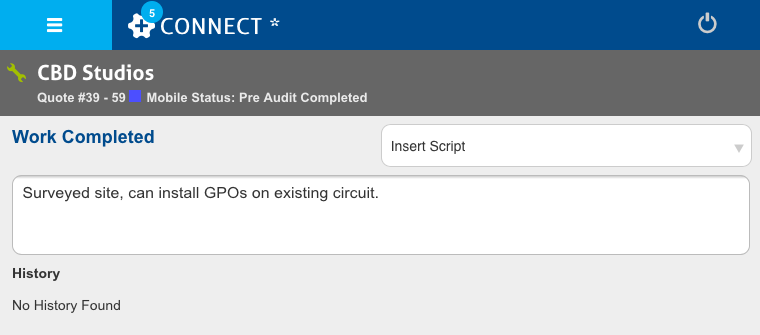 5
CONNECT *
CBD Studios
Quote #39 - 59 Mobile Status: Pre Audit Completed
Work Completed
Insert Script
Surveyed site, can install GPOs on existing circuit.
History
No History Found